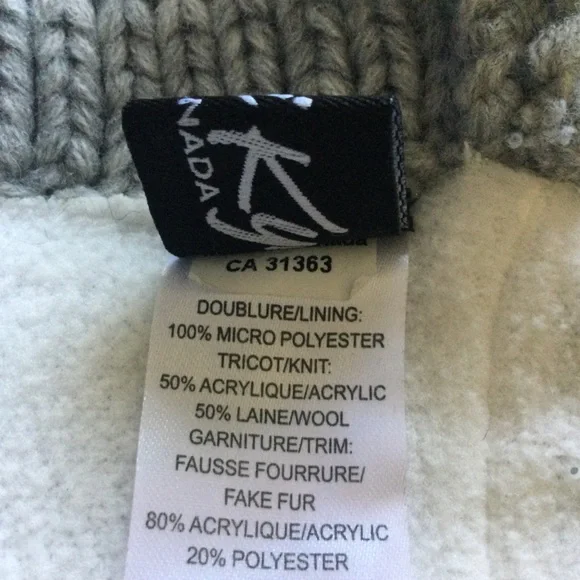 NADA
CA 31363
DOUBLURE/LINING:
100% MICRO POLYESTER
TRICOT/KNIT:
50% ACRYLIQUE/ACRYLIC
50% LAINE/WOOL
GARNITURE/TRIM:
FAUSSE FOURRURE/
FAKE FUR
80% ACRYLIQUE/ACRYLIC
20% POLYESTER